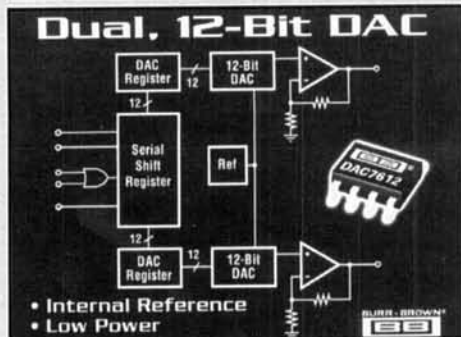 Dual, 12-Bit DAC
DAC
Register
12
12-Bit
DAC
12
Serial
Shift
Register
Ref
DAC7612
12
DAC
Register
12
12-Bit
DAC
• Internal Reference
• Low Power
BURR-BROWN®
BB